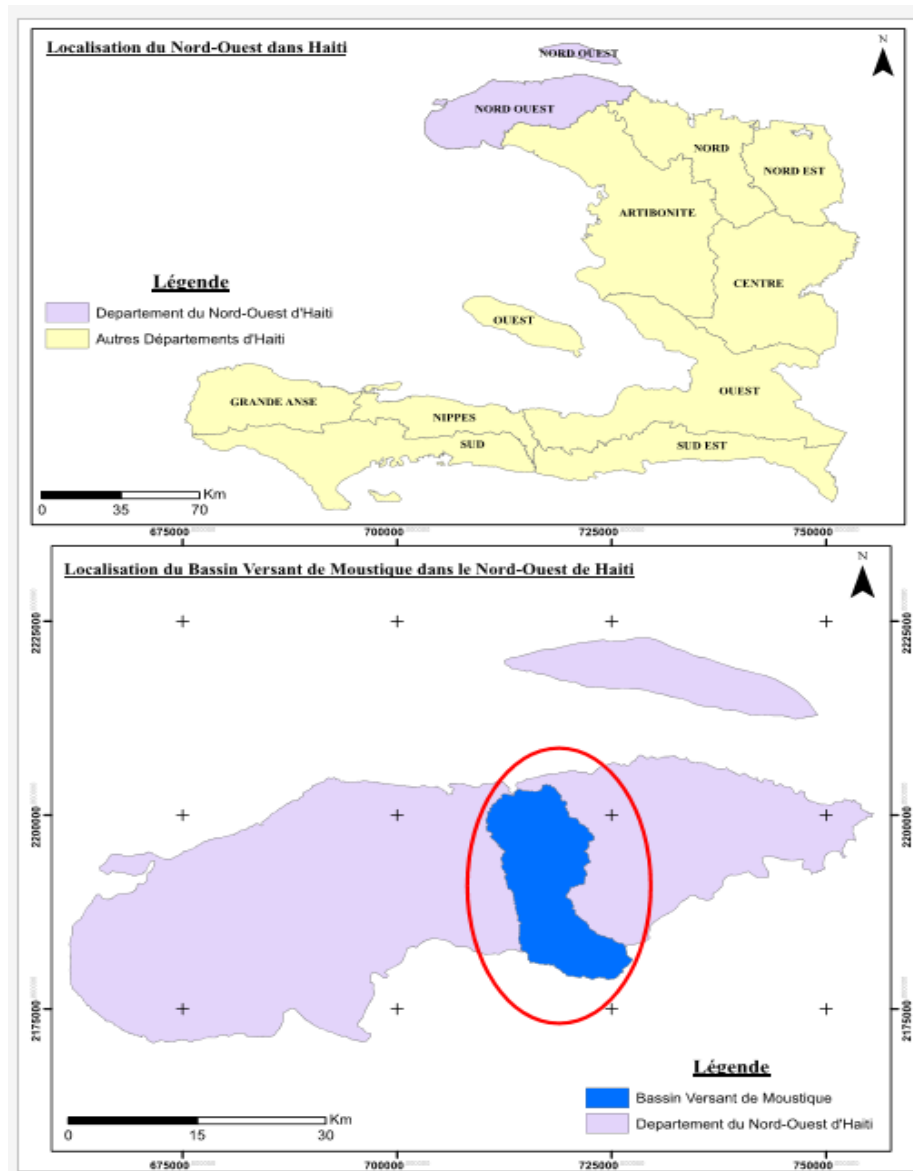 Localisation du Nord-Ouest dans Haiti
N
NORD OUEST
NORD OUEST
NORD
NORD EST
ARTIBONITE
CENTRE
Légende
Departement du Nord-Ouest d'Haiti
Autres Départements d'Haiti
OUEST
OUEST
GRANDE ANSE
NIPPES
SUD
SUD EST
Km
0 35 70
675000 700000 725000 750000
Localisation du Bassin Versant de Moustique dans le Nord-Ouest de Haiti
N
2225000 2225000
2200000 2200000
2175000 2175000
Légende
Bassin Versant de Moustique
Departement du Nord-Ouest d'Haiti
Km
0 15 30
675000 700000 725000 750000